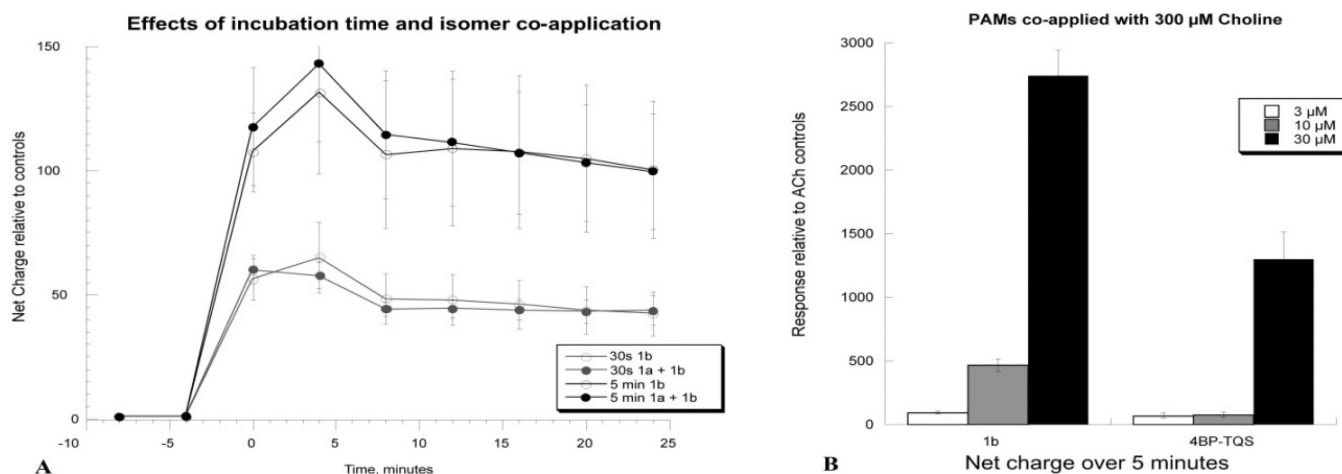 Effects of incubation time and isomer co-application
Net Charge relative to controls
150
100
50
0
-10
-5
0
5
10
15
20
25
Time, minutes
30s 1b
30s 1a + 1b
5 min 1b
5 min 1a + 1b
A
PAMs co-applied with 300 µM Choline
Response relative to ACh controls
3000
2500
2000
1500
1000
500
0
3 µM
10 µM
30 µM
1b
4BP-TQS
Net charge over 5 minutes
B